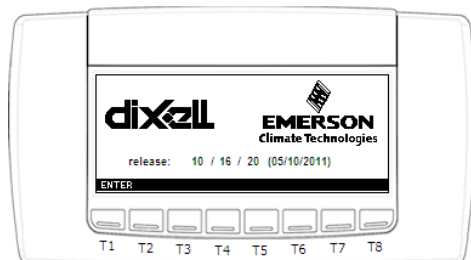 dixell
EMERSON
Climate Technologies
release: 10 / 16 / 20 (05/10/2011)
ENTER
T1 T2 T3 T4 T5 T6 T7 T8